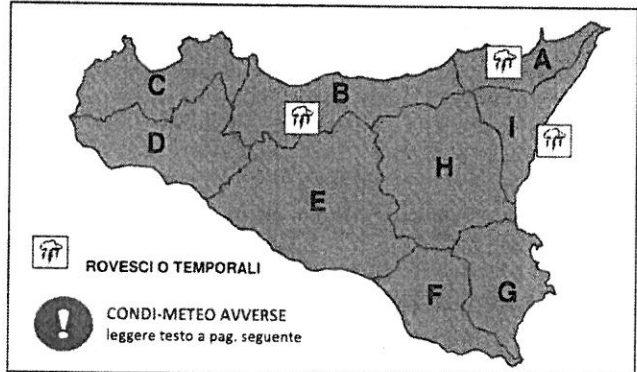 A
C
B
I
D
H
E
F
G
ROVESCI O TEMPORALI
CONDI-METEO AVVERSE
leggere testo a pag. seguente